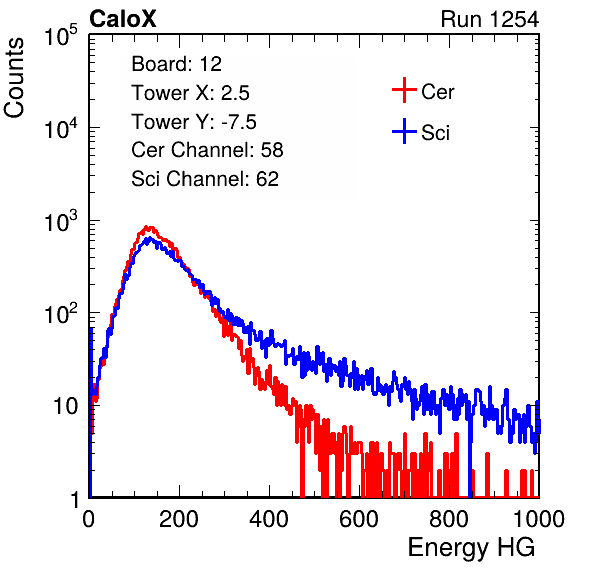 CaloX Run 1254
Board: 12
Tower X: 2.5
Tower Y: -7.5
Cer Channel: 58
Sci Channel: 62
Cer
Sci
Counts
10^5
10^4
10^3
10^2
10
1
0 200 400 600 800 1000
Energy HG